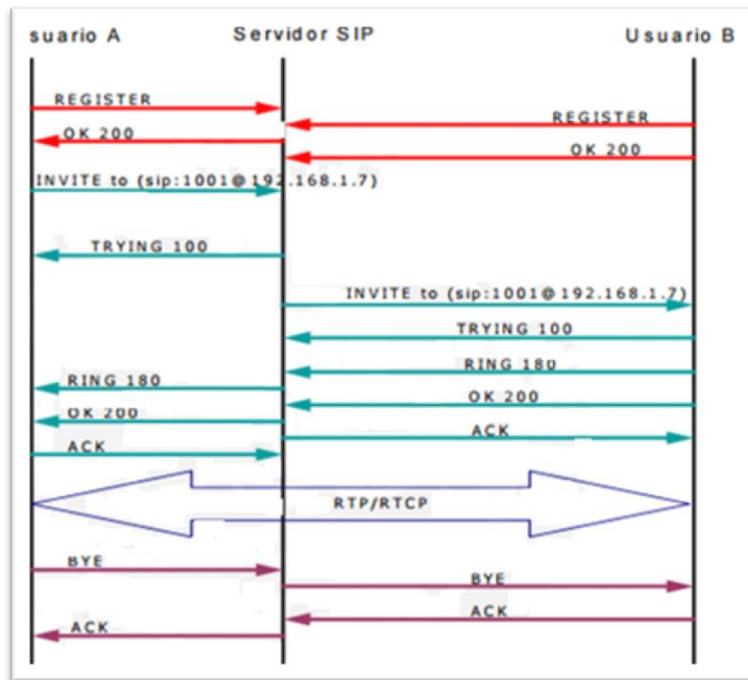 suario A Servidor SIP Usuario B
REGISTER
REGISTER
OK 200
OK 200
INVITE to (sip:1001@192.168.1.7)
TRYING 100
INVITE to (sip:1001@192.168.1.7)
TRYING 100
RING 180
RING 180
OK 200
OK 200
ACK
ACK
RTP/RTCP
BYE
BYE
ACK
ACK